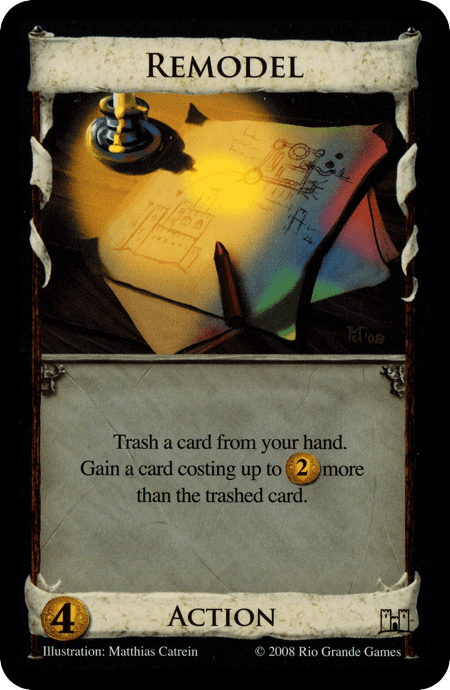 REMODEL
Trash a card from your hand.
Gain a card costing up to 2 more
than the trashed card.
4 ACTION
Illustration: Matthias Catrein © 2008 Rio Grande Games